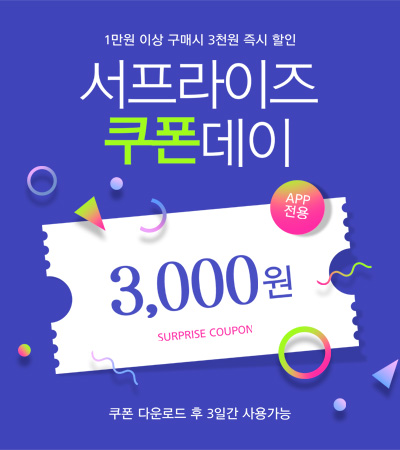 1만원 이상 구매시 3천원 즉시 할인
서프라이즈
쿠폰데이
APP
전용
3,000원
SURPRISE COUPON
쿠폰 다운로드 후 3일간 사용가능